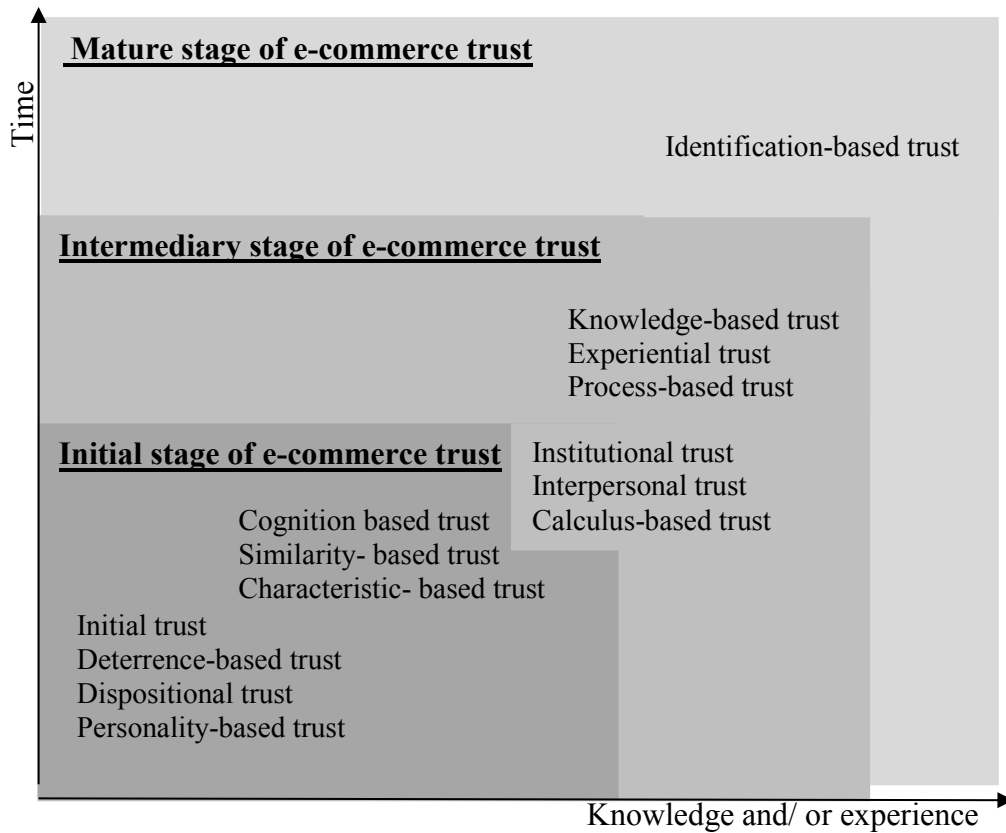 Mature stage of e-commerce trust
Time
Identification-based trust
Intermediary stage of e-commerce trust
Knowledge-based trust
Experiential trust
Process-based trust
Initial stage of e-commerce trust
Institutional trust
Interpersonal trust
Calculus-based trust
Cognition based trust
Similarity- based trust
Characteristic- based trust
Initial trust
Deterrence-based trust
Dispositional trust
Personality-based trust
Knowledge and/ or experience